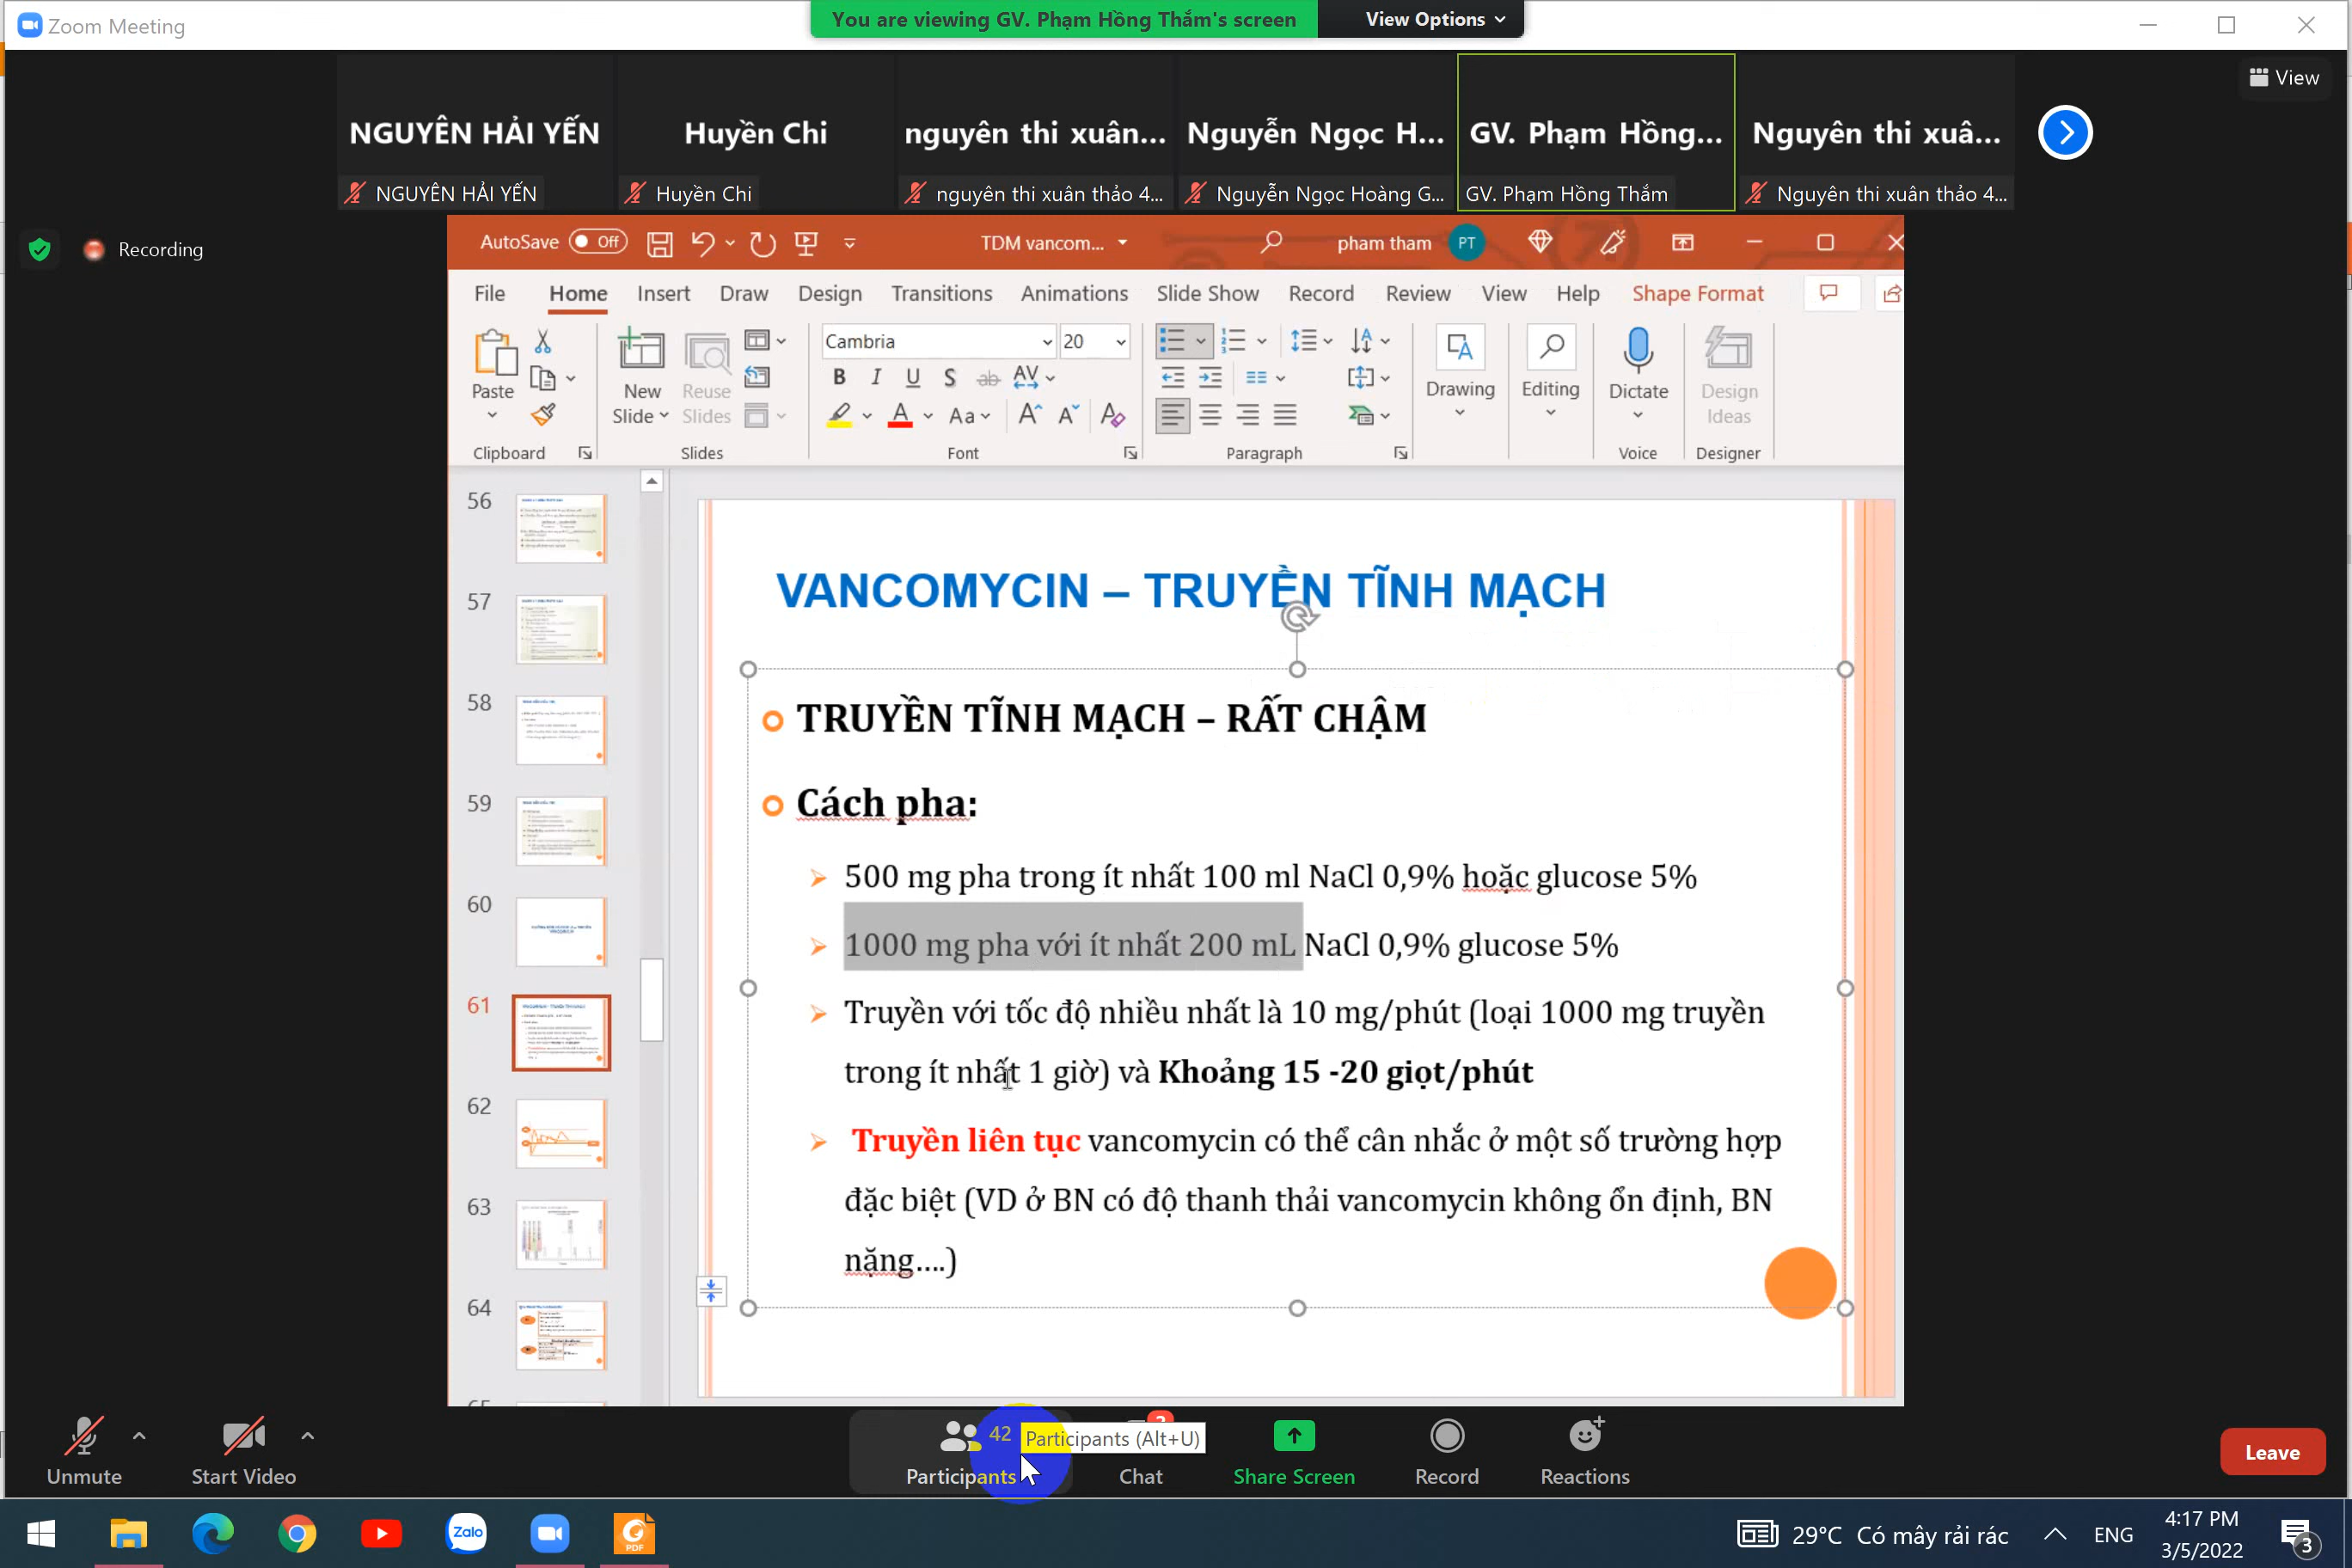 Zoom Meeting
You are viewing GV. Phạm Hồng Thắm's screen
View Options
View
NGUYÊN HẢI YẾN
Huyền Chi
nguyên thi xuân...
Nguyễn Ngọc H...
GV. Phạm Hồng...
Nguyên thi xuâ...
NGUYÊN HẢI YẾN
Huyền Chi
nguyên thi xuân thảo 4...
Nguyễn Ngọc Hoàng G...
GV. Phạm Hồng Thắm
Nguyên thi xuân thảo 4...
Recording
AutoSave Off
TDM vancom...
pham tham PT
File Home Insert Draw Design Transitions Animations Slide Show Record Review View Help Shape Format
Cambria 20
Paste
New Slide
Reuse Slides
Drawing
Editing
Dictate
Design Ideas
Clipboard Slides Font Paragraph Voice Designer
56
57
58
59
60
61
62
63
64
VANCOMYCIN – TRUYỀN TĨNH MẠCH
TRUYỀN TĨNH MẠCH – RẤT CHẬM
Cách pha:
500 mg pha trong ít nhất 100 ml NaCl 0,9% hoặc glucose 5%
1000 mg pha với ít nhất 200 mL NaCl 0,9% glucose 5%
Truyền với tốc độ nhiều nhất là 10 mg/phút (loại 1000 mg truyền
trong ít nhất 1 giờ) và Khoảng 15 -20 giọt/phút
Truyền liên tục vancomycin có thể cân nhắc ở một số trường hợp
đặc biệt (VD ở BN có độ thanh thải vancomycin không ổn định, BN
nặng....)
42
Participants (Alt+U)
Unmute
Start Video
Participants
Chat
Share Screen
Record
Reactions
Leave
Zalo
PDF
29°C Có mây rải rác
ENG
4:17 PM
3/5/2022
3